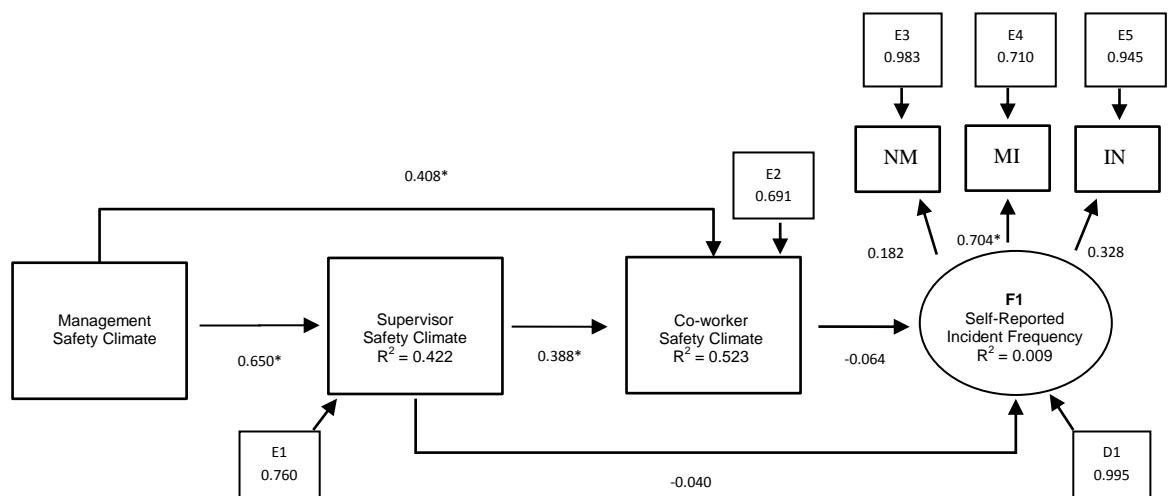 E3
0.983
E4
0.710
E5
0.945
NM
MI
IN
0.408*
E2
0.691
0.182
0.704*
0.328
Management
Safety Climate
0.650*
Supervisor
Safety Climate
R² = 0.422
0.388*
Co-worker
Safety Climate
R² = 0.523
-0.064
F1
Self-Reported
Incident Frequency
R² = 0.009
E1
0.760
-0.040
D1
0.995